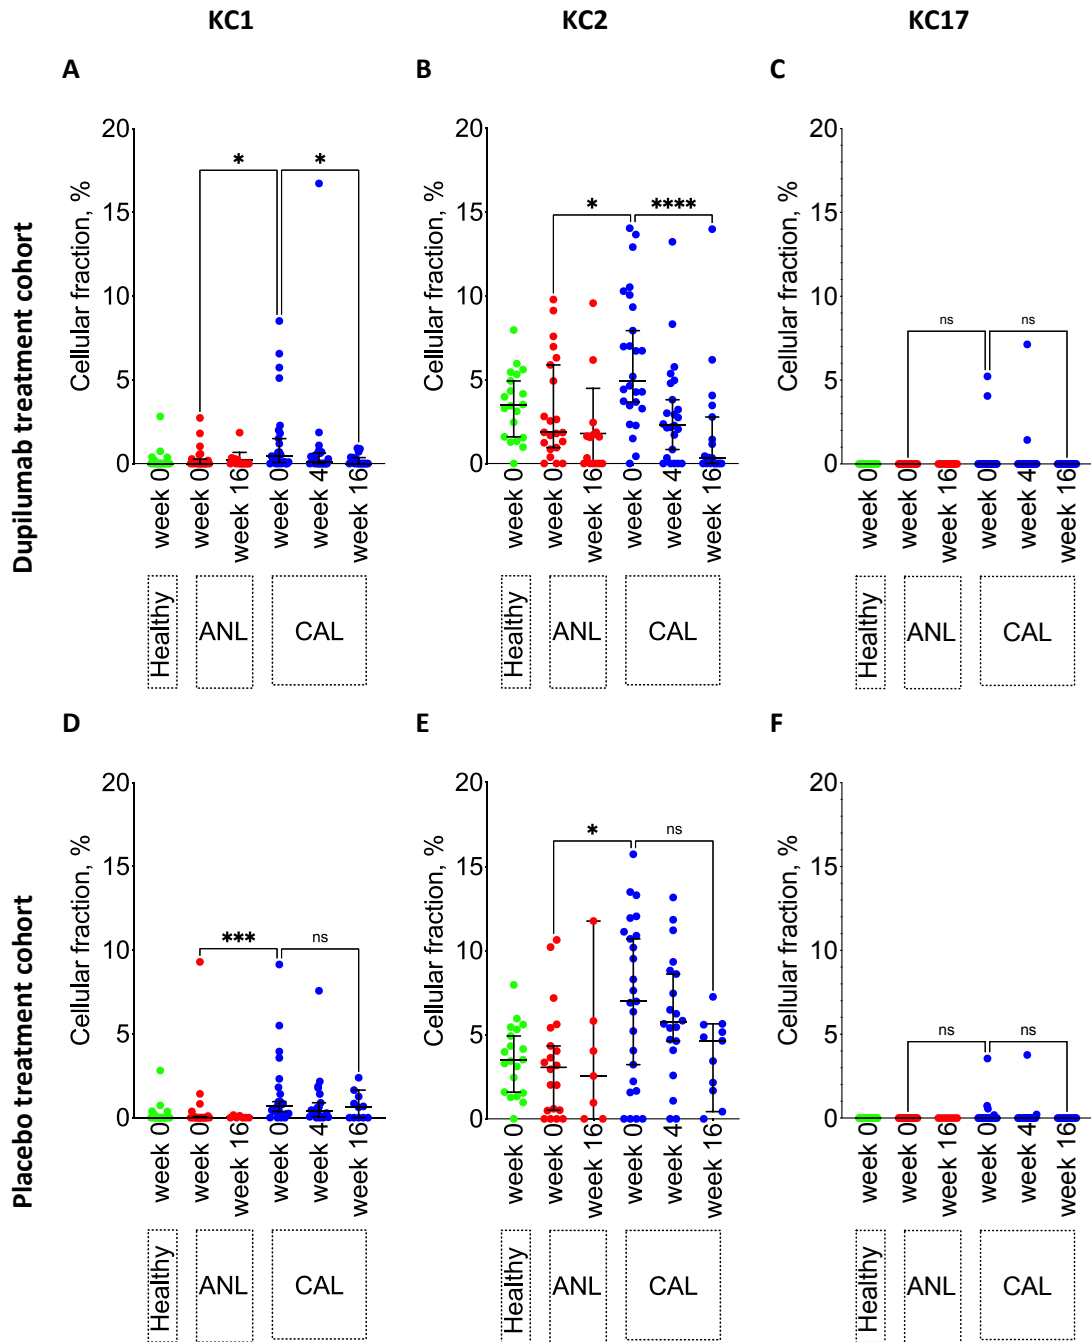 KC1 KC2 KC17
A B C
Dupilumab treatment cohort
Cellular fraction, %
20
15
10
5
0
* *
week 0 week 0 week 16 week 0 week 4 week 16
Healthy ANL CAL
Cellular fraction, %
20
15
10
5
0
* ****
week 0 week 0 week 16 week 0 week 4 week 16
Healthy ANL CAL
Cellular fraction, %
20
15
10
5
0
ns ns
week 0 week 0 week 16 week 0 week 4 week 16
Healthy ANL CAL
D E F
Placebo treatment cohort
Cellular fraction, %
20
15
10
5
0
*** ns
week 0 week 0 week 16 week 0 week 4 week 16
Healthy ANL CAL
Cellular fraction, %
20
15
10
5
0
* ns
week 0 week 0 week 16 week 0 week 4 week 16
Healthy ANL CAL
Cellular fraction, %
20
15
10
5
0
ns ns
week 0 week 0 week 16 week 0 week 4 week 16
Healthy ANL CAL